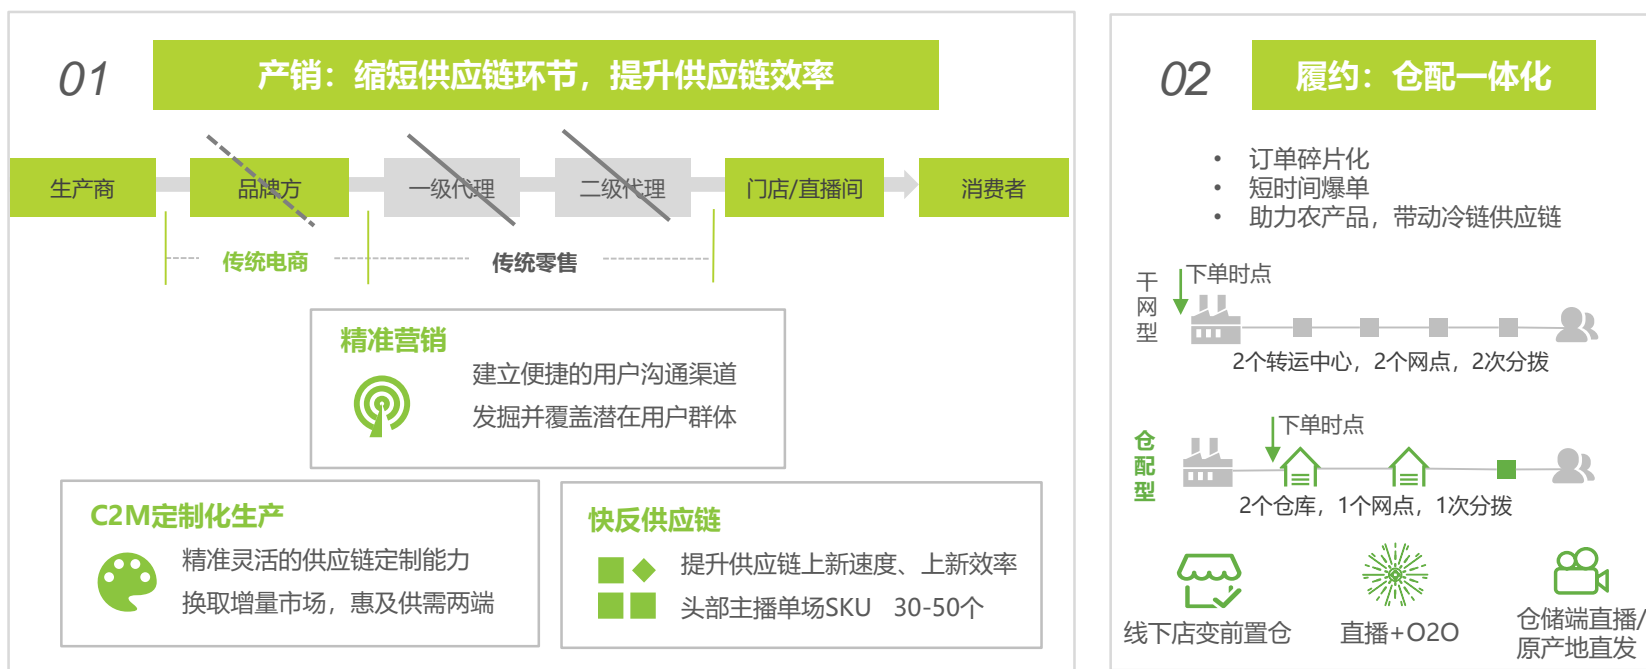 01
产销：缩短供应链环节，提升供应链效率
生产商
品牌方
一级代理
二级代理
门店/直播间
消费者
传统电商
传统零售
精准营销
建立便捷的用户沟通渠道
发掘并覆盖潜在用户群体
C2M定制化生产
精准灵活的供应链定制能力
换取增量市场，惠及供需两端
快反供应链
提升供应链上新速度、上新效率
头部主播单场SKU 30-50个
02
履约：仓配一体化
• 订单碎片化
• 短时间爆单
• 助力农产品，带动冷链供应链
干网型
下单时点
2个转运中心，2个网点，2次分拨
仓配型
下单时点
2个仓库，1个网点，1次分拨
线下店变前置仓
直播+O2O
仓储端直播/
原产地直发